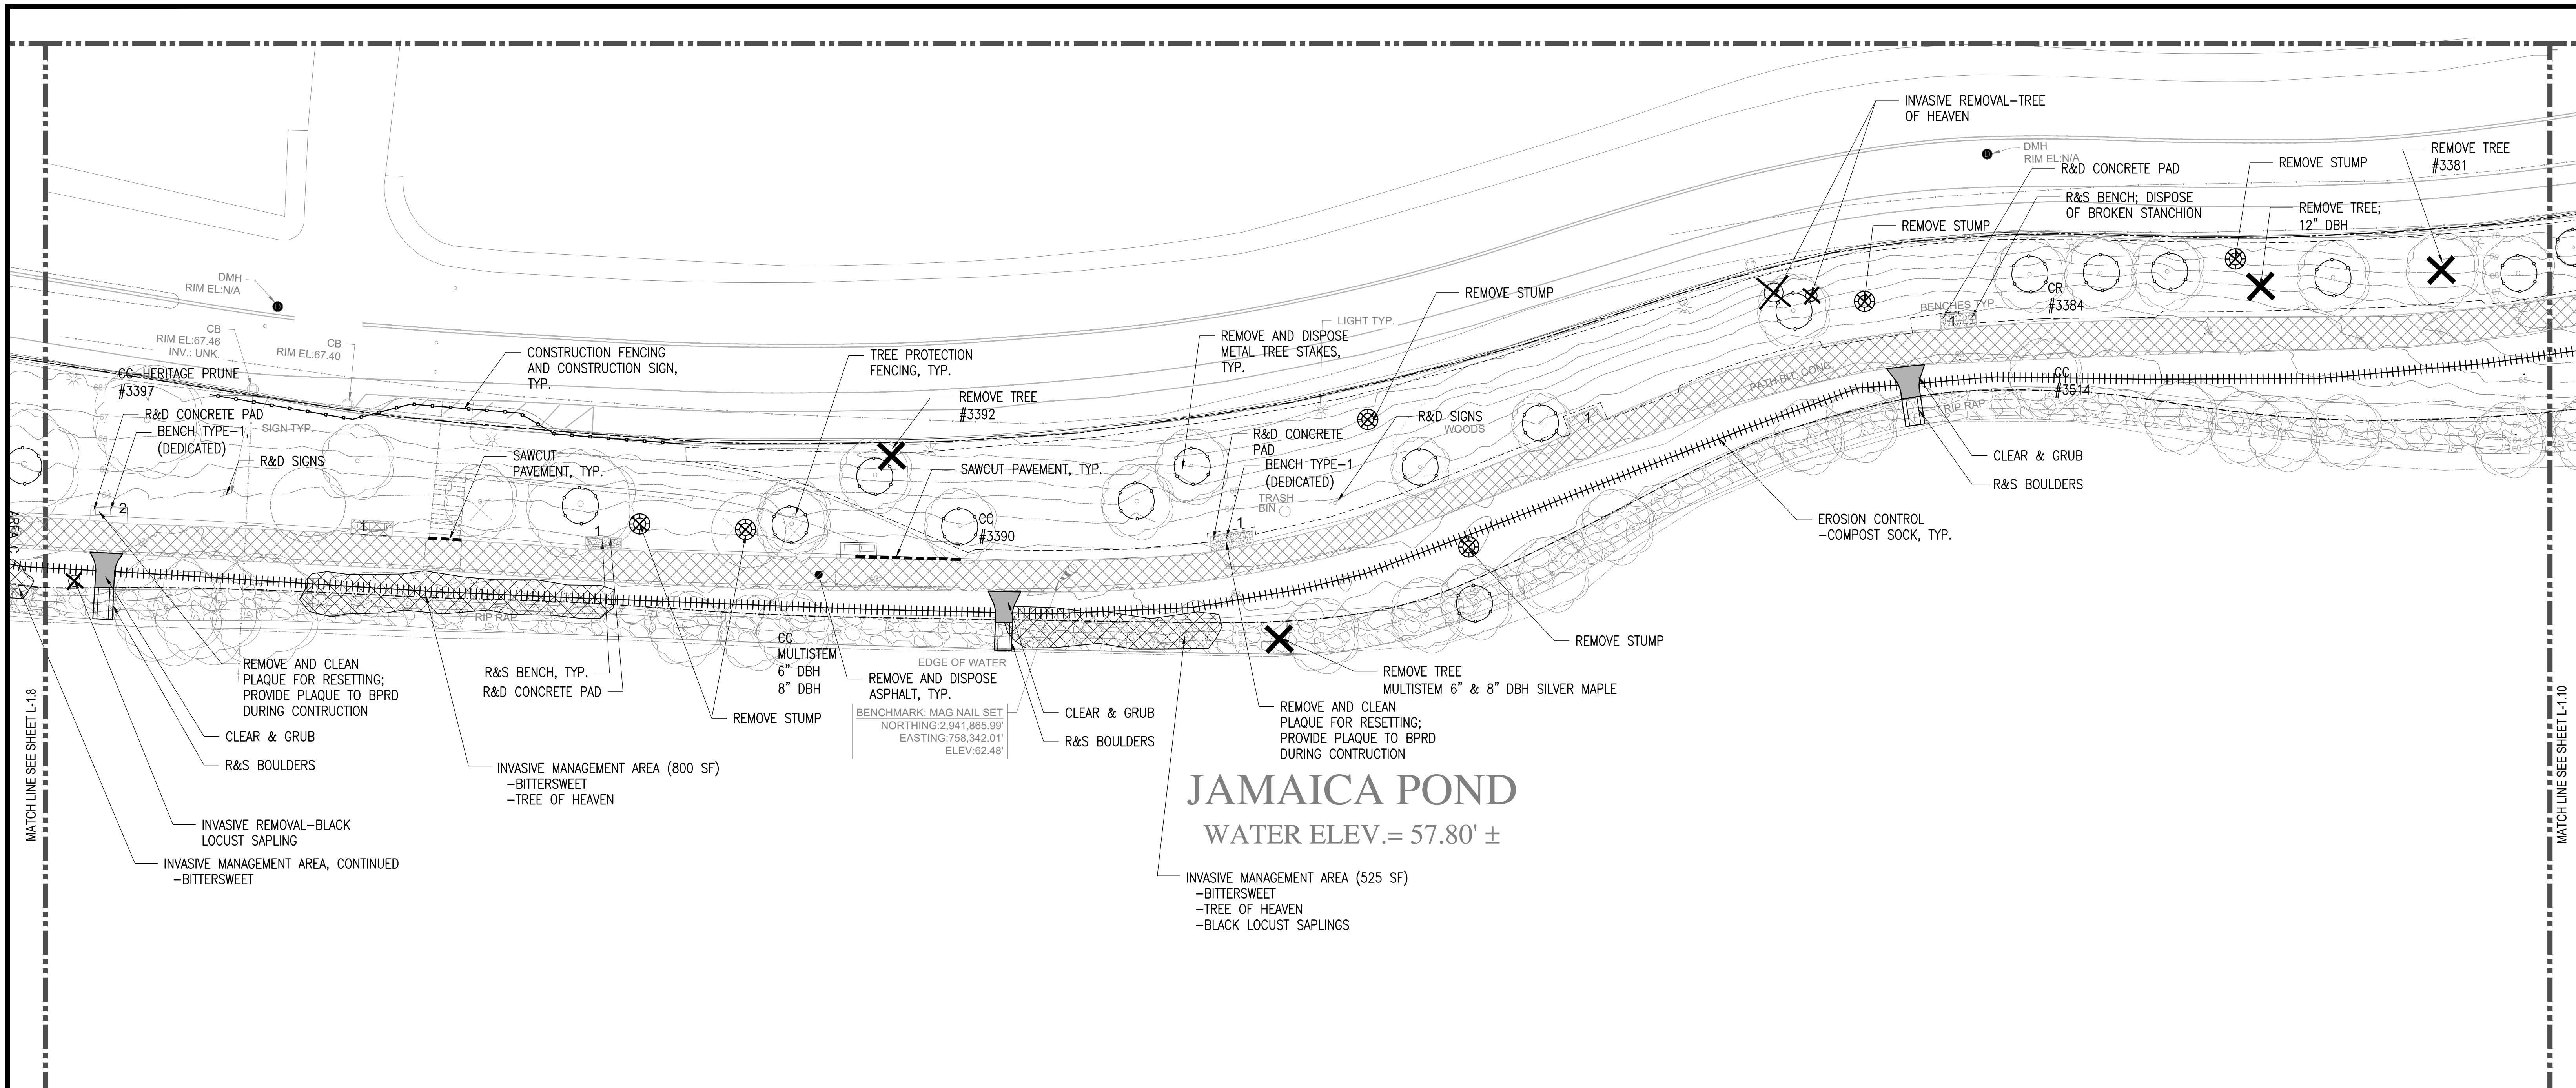 INVASIVE REMOVAL–TREE
OF HEAVEN
DMH
RIM EL:N/A
R&D CONCRETE PAD
REMOVE STUMP
REMOVE TREE
#3381
R&S BENCH; DISPOSE
OF BROKEN STANCHION
REMOVE TREE;
12" DBH
REMOVE STUMP
DMH
RIM EL:N/A
REMOVE STUMP
CR
#3384
BENCHES TYP.
1
CB
RIM EL:67.46
INV.: UNK.
CB
RIM EL:67.40
CONSTRUCTION FENCING
AND CONSTRUCTION SIGN,
TYP.
TREE PROTECTION
FENCING, TYP.
REMOVE AND DISPOSE
METAL TREE STAKES,
TYP.
LIGHT TYP.
CC–HERITAGE PRUNE
#3397
REMOVE TREE
#3392
PATH BIT. CONC.
CC
#3514
RIP RAP
R&D CONCRETE PAD
BENCH TYPE–1,
(DEDICATED)
SIGN TYP.
R&D SIGNS
SAWCUT
PAVEMENT, TYP.
SAWCUT PAVEMENT, TYP.
R&D CONCRETE
PAD
BENCH TYPE–1
(DEDICATED)
R&D SIGNS
WOODS
TRASH
BIN
1
2
1
1
1
CC
#3390
AREA C
CLEAR & GRUB
R&S BOULDERS
EROSION CONTROL
–COMPOST SOCK, TYP.
RIP RAP
REMOVE AND CLEAN
PLAQUE FOR RESETTING;
PROVIDE PLAQUE TO BPRD
DURING CONTRUCTION
CLEAR & GRUB
R&S BOULDERS
R&S BENCH, TYP.
R&D CONCRETE PAD
REMOVE STUMP
CC
MULTISTEM
6" DBH
8" DBH
EDGE OF WATER
REMOVE AND DISPOSE
ASPHALT, TYP.
BENCHMARK: MAG NAIL SET
NORTHING:2,941,865.99'
EASTING:758,342.01'
ELEV:62.48'
CLEAR & GRUB
R&S BOULDERS
REMOVE STUMP
REMOVE TREE
MULTISTEM 6" & 8" DBH SILVER MAPLE
REMOVE AND CLEAN
PLAQUE FOR RESETTING;
PROVIDE PLAQUE TO BPRD
DURING CONTRUCTION
INVASIVE MANAGEMENT AREA (800 SF)
–BITTERSWEET
–TREE OF HEAVEN
INVASIVE REMOVAL–BLACK
LOCUST SAPLING
INVASIVE MANAGEMENT AREA, CONTINUED
–BITTERSWEET
JAMAICA POND
WATER ELEV.= 57.80' ±
INVASIVE MANAGEMENT AREA (525 SF)
–BITTERSWEET
–TREE OF HEAVEN
–BLACK LOCUST SAPLINGS
MATCH LINE SEE SHEET L-1.8
MATCH LINE SEE SHEET L-1.10